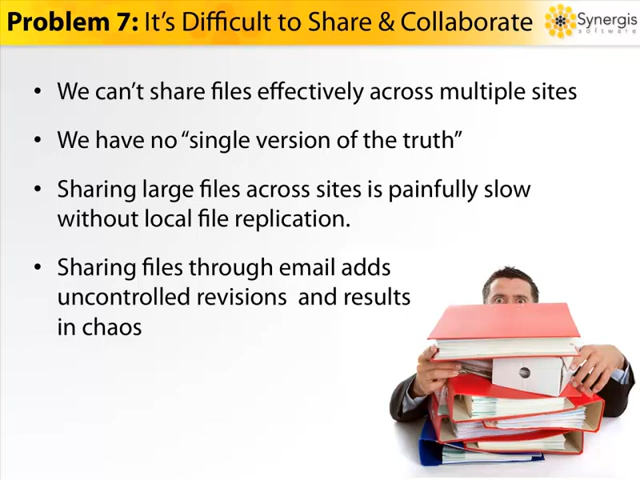 Problem 7: It's Difficult to Share & Collaborate
Synergis
software
• We can't share files effectively across multiple sites
• We have no "single version of the truth"
• Sharing large files across sites is painfully slow
without local file replication.
• Sharing files through email adds
uncontrolled revisions  and results
in chaos